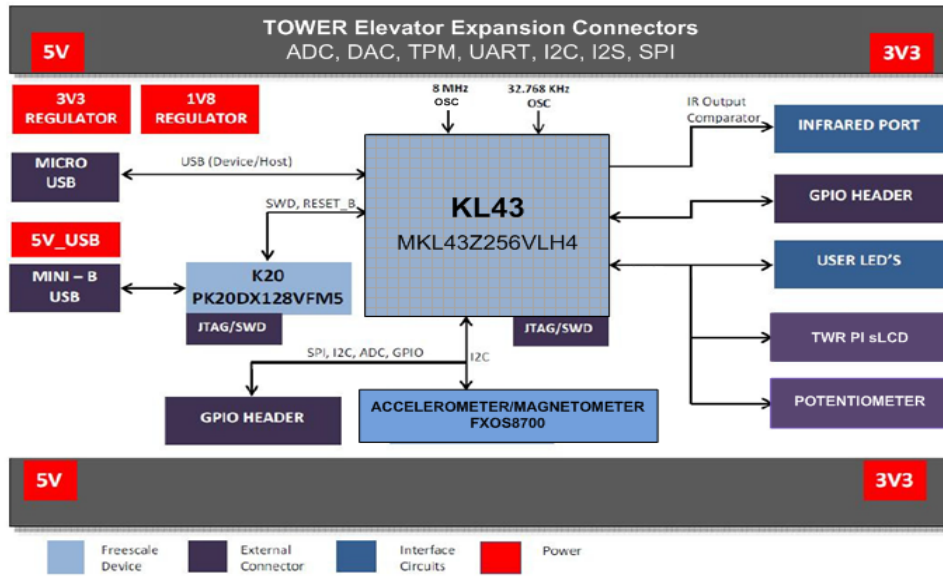 TOWER Elevator Expansion Connectors
ADC, DAC, TPM, UART, I2C, I2S, SPI
5V
3V3
3V3
REGULATOR
1V8
REGULATOR
8 MHz
OSC
32.768 KHz
OSC
IR Output
Comparator
INFRARED PORT
MICRO
USB
USB (Device/Host)
KL43
MKL43Z256VLH4
GPIO HEADER
SWD, RESET_B
5V_USB
MINI – B
USB
K20
PK20DX128VFM5
JTAG/SWD
USER LED'S
JTAG/SWD
TWR PI sLCD
SPI, I2C, ADC, GPIO
I2C
GPIO HEADER
ACCELEROMETER/MAGNETOMETER
FXOS8700
POTENTIOMETER
5V
3V3
Freescale
Device
External
Connector
Interface
Circuits
Power